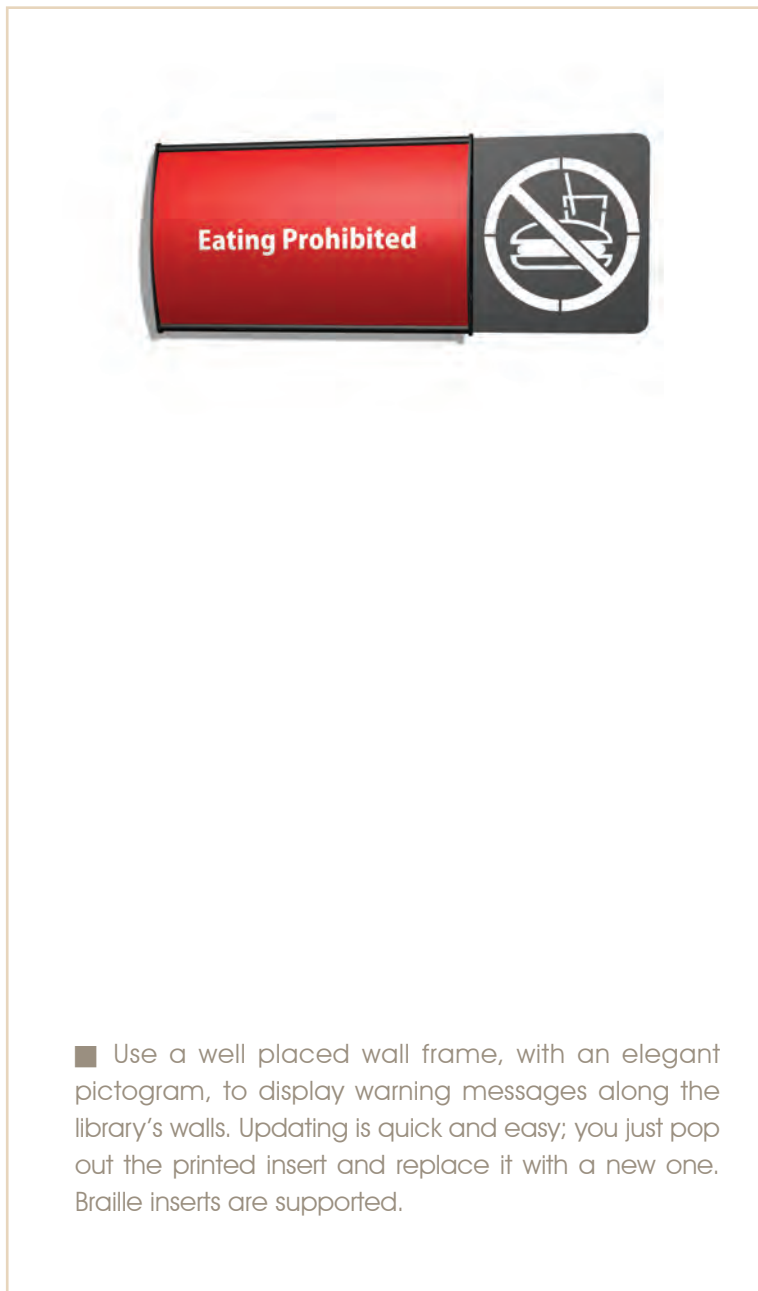 Eating Prohibited
Use a well placed wall frame, with an elegant
pictogram, to display warning messages along the
library’s walls. Updating is quick and easy; you just pop
out the printed insert and replace it with a new one.
Braille inserts are supported.